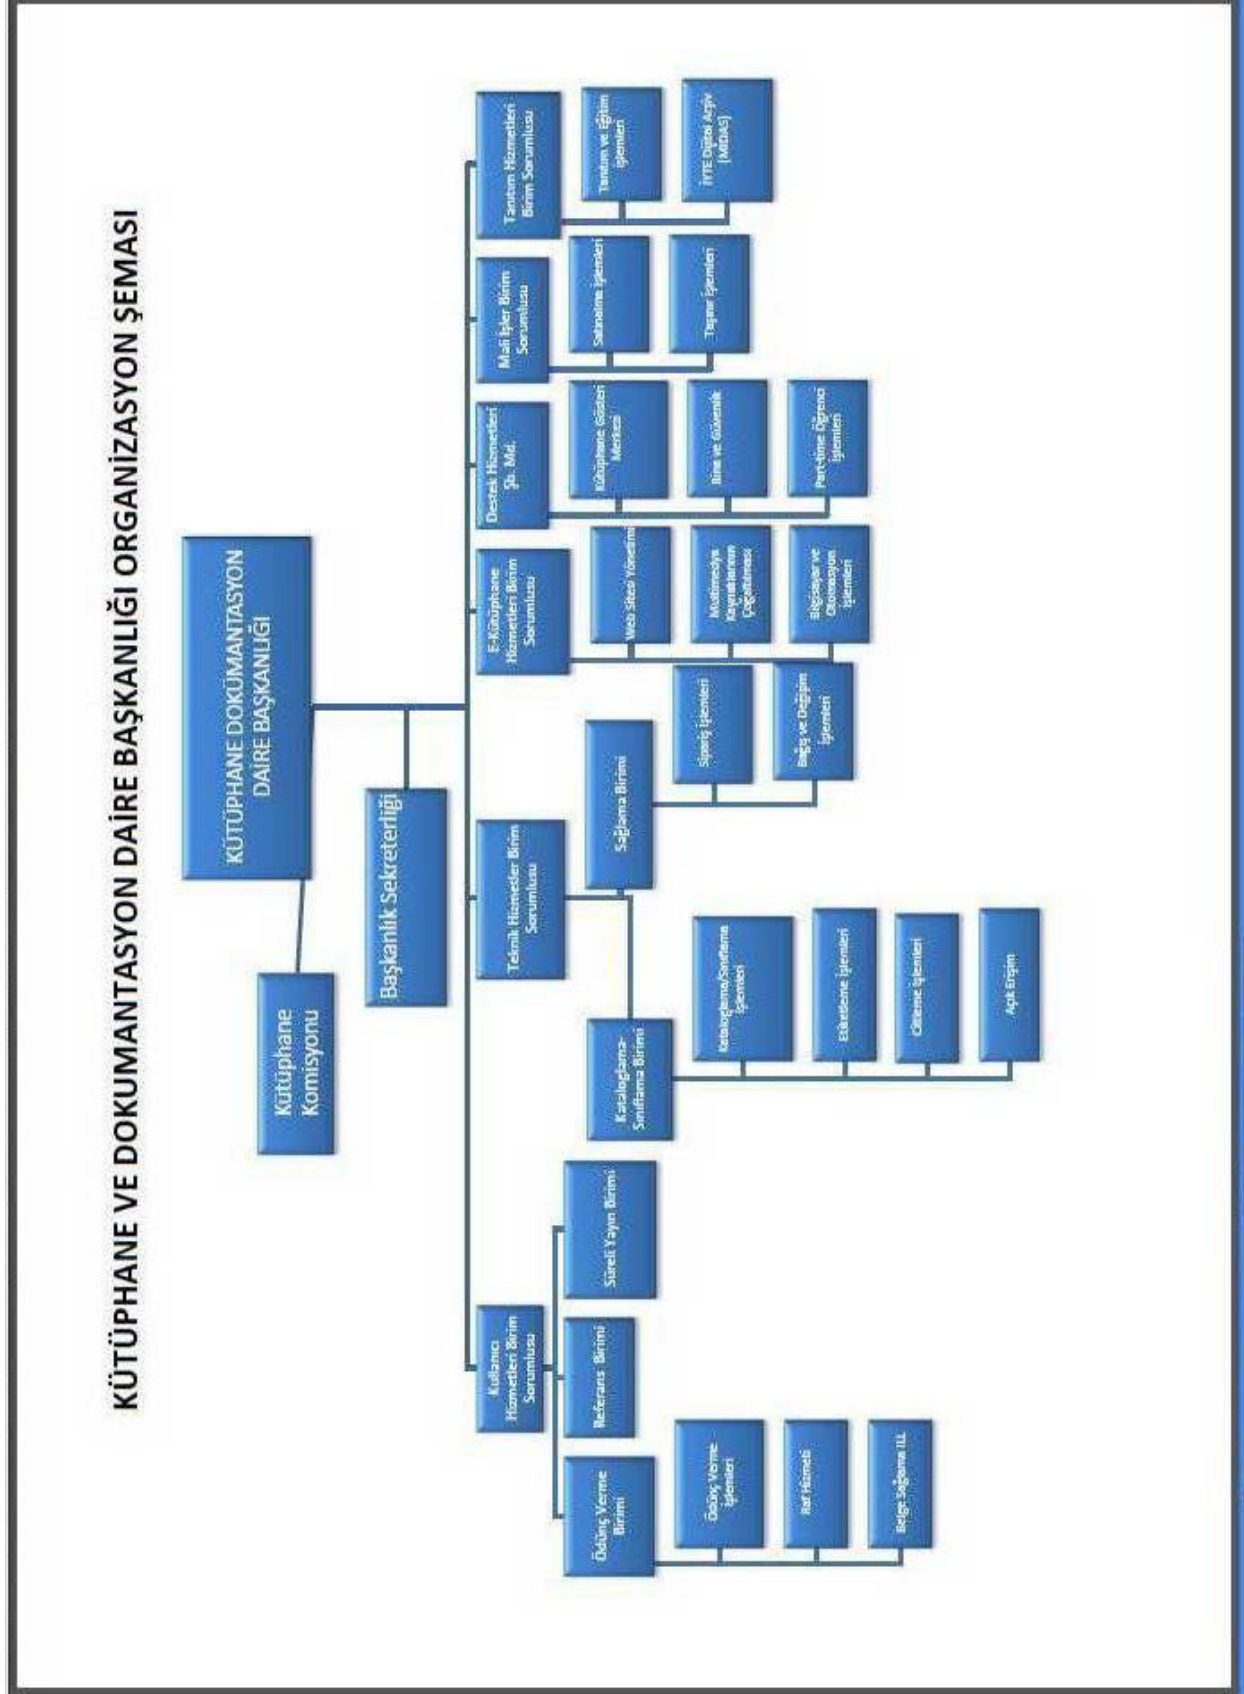 KÜTÜPHANE VE DOKUMANTASYON DAİRE BAŞKANLIĞI ORGANİZASYON ŞEMASI
KÜTÜPHANE DOKÜMANTASYON
DAİRE BAŞKANLIĞI
Kütüphane
Komisyonu
Başkanlık Sekreterliği
Kullanıcı
Hizmetleri Birim
Sorumlusu
Ödünç Verme
Birimi
Ödünç Verme
İşlemleri
Raf Hizmeti
Belge Sağlama ILL
Referans Birimi
Süreli Yayın Birimi
Teknik Hizmetler Birim
Sorumlusu
Kataloglama-
Sınıflama Birimi
Kataloglama/Sınıflama
İşlemleri
Etiketleme İşlemleri
Ciltleme İşlemleri
Açık Erişim
Sağlama Birimi
Sipariş İşlemleri
Bağış ve Değişim
İşlemleri
E-Kütüphane
Hizmetleri Birim
Sorumlusu
Web Sitesi Yönetimi
Multimedya
Kaynaklarının
Çoğaltılması
Bilgisayar ve
Otomasyon
İşlemleri
Destek Hizmetleri
Şb. Md.
Kütüphane Gösteri
Merkezi
Bina ve Güvenlik
Part-time Öğrenci
İşlemleri
Mali İşler Birim
Sorumlusu
Satınalma İşlemleri
Taşınır İşlemleri
Tanıtım Hizmetleri
Birim Sorumlusu
Tanıtım ve Eğitim
İşlemleri
İYTE Dijital Arşiv
(MIDAS)